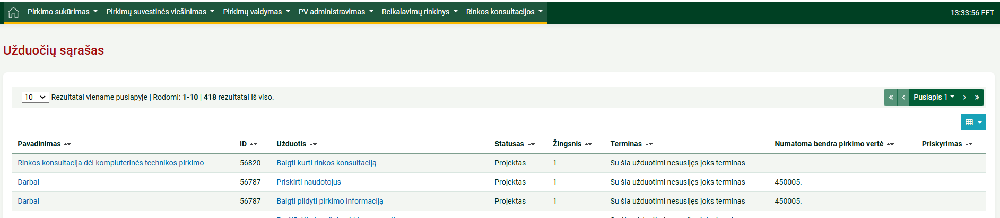 Pirkimo sukūrimas Pirkimų suvestinės viešinimas Pirkimų valdymas PV administravimas Reikalavimų rinkinys Rinkos konsultacijos 13:33:56 EET
Užduočių sąrašas
10 Rezultatai viename puslapyje | Rodomi: 1-10 | 418 rezultatai iš viso. « ‹ Puslapis 1 › »
Pavadinimas ID Užduotis Statusas Žingsnis Terminas Numatoma bendra pirkimo vertė Priskyrimas
Rinkos konsultacija dėl kompiuterinės technikos pirkimo 56820 Baigti kurti rinkos konsultaciją Projektas 1 Su šia užduotimi nesusijęs joks terminas
Darbai 56787 Priskirti naudotojus Projektas 1 Su šia užduotimi nesusijęs joks terminas 450005.
Darbai 56787 Baigti pildyti pirkimo informaciją Projektas 1 Su šia užduotimi nesusijęs joks terminas 450005.